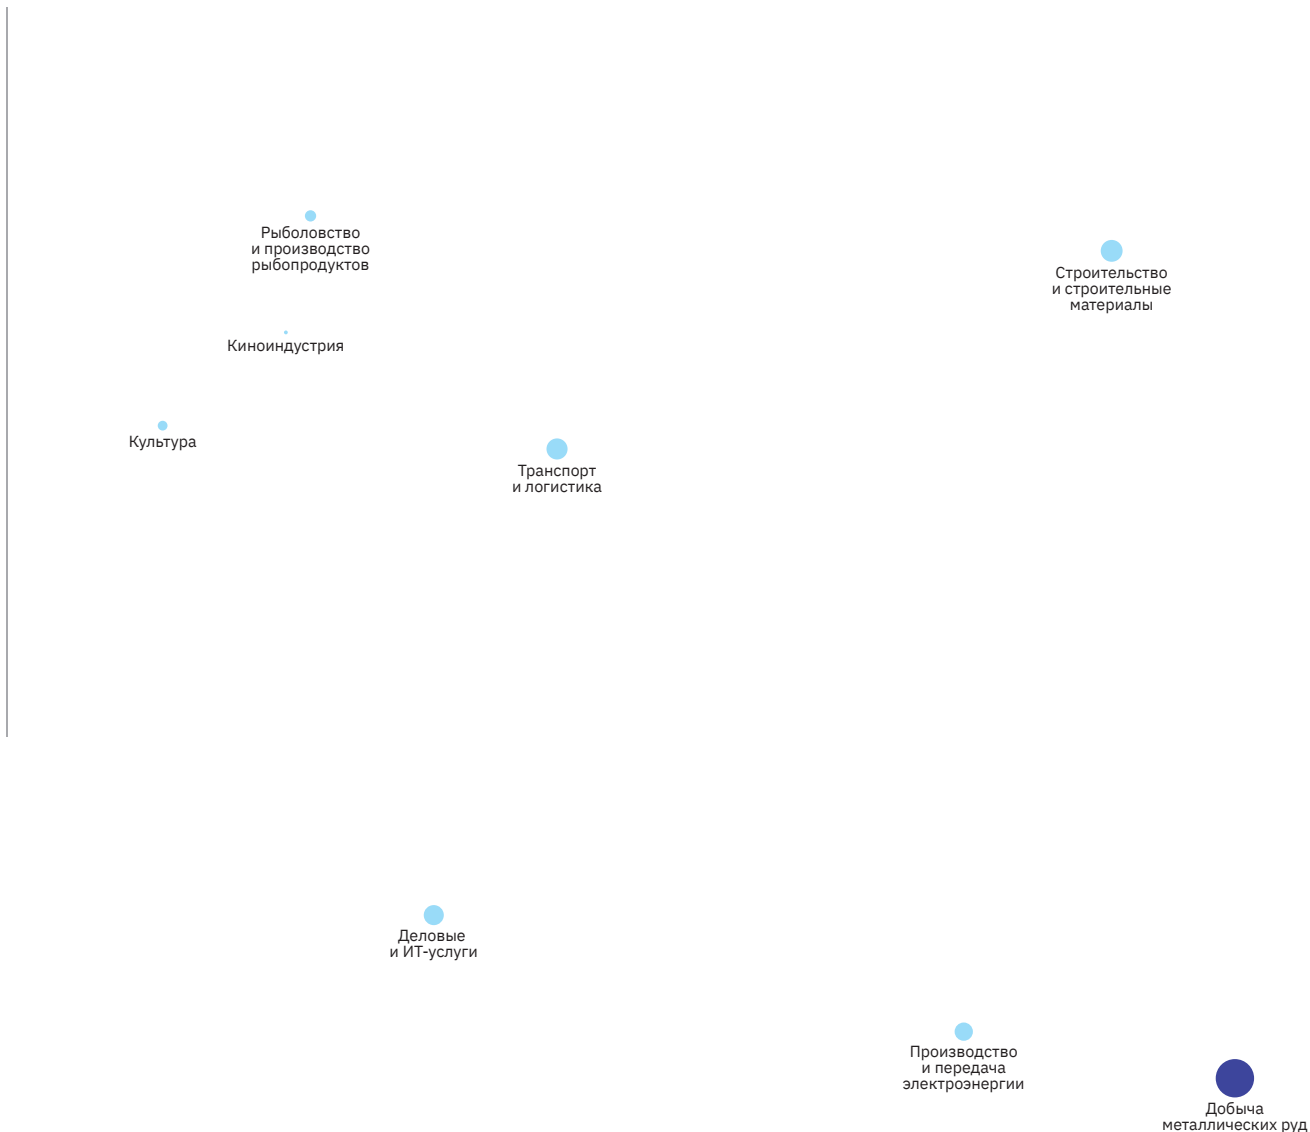 Рыболовство
и производство
рыбопродуктов
Строительство
и строительные
материалы
Киноиндустрия
Культура
Транспорт
и логистика
Деловые
и ИТ-услуги
Производство
и передача
электроэнергии
Добыча
металлических руд